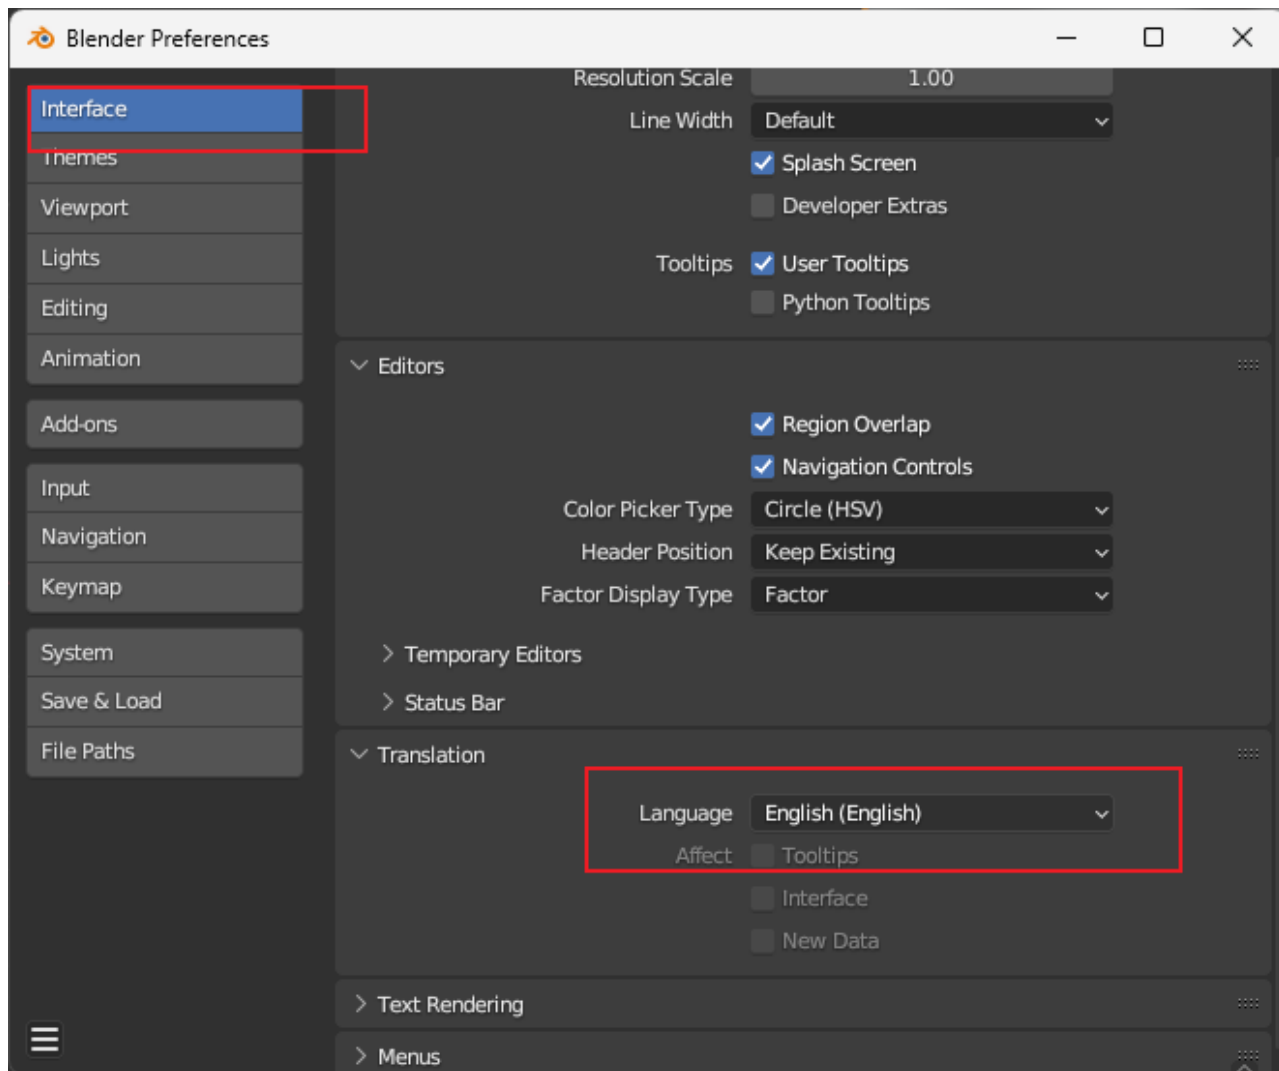 Blender Preferences
Interface
Themes
Viewport
Lights
Editing
Animation
Add-ons
Input
Navigation
Keymap
System
Save & Load
File Paths
Resolution Scale 1.00
Line Width Default
Splash Screen
Developer Extras
Tooltips User Tooltips
Python Tooltips
Editors
Region Overlap
Navigation Controls
Color Picker Type Circle (HSV)
Header Position Keep Existing
Factor Display Type Factor
Temporary Editors
Status Bar
Translation
Language English (English)
Affect Tooltips
Interface
New Data
Text Rendering
Menus